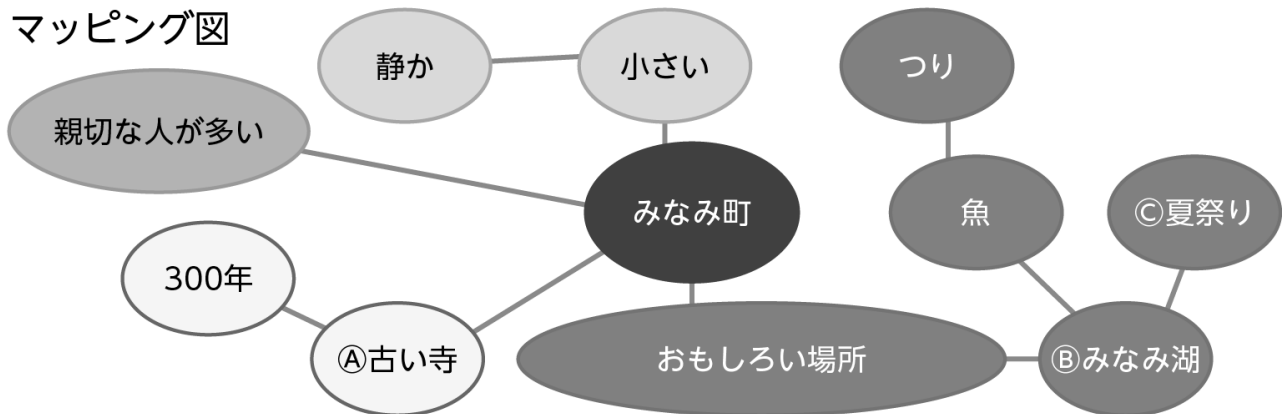 マッピング図
静か
小さい
つり
親切な人が多い
みなみ町
魚
Ⓒ夏祭り
300年
Ⓐ古い寺
おもしろい場所
Ⓑみなみ湖